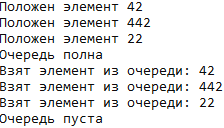 Положен элемент 42
Положен элемент 442
Положен элемент 22
Очередь полна
Взят элемент из очереди: 42
Взят элемент из очереди: 442
Взят элемент из очереди: 22
Очередь пуста